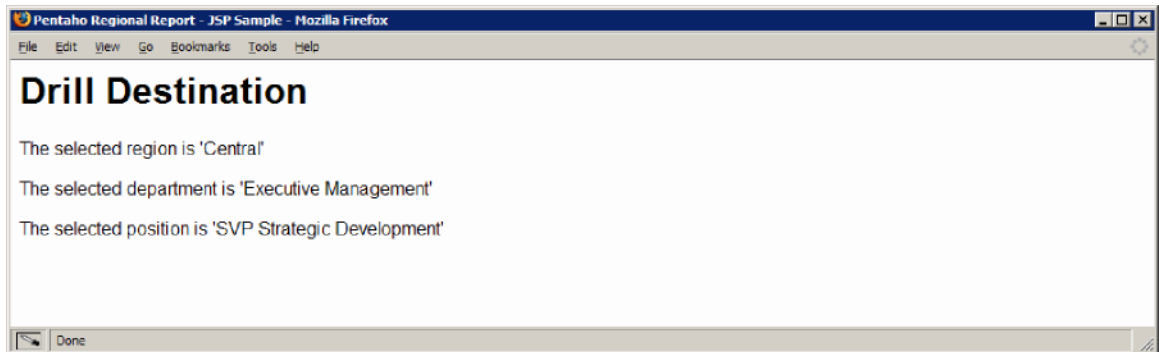 Pentaho Regional Report - JSP Sample - Mozilla Firefox
File Edit View Go Bookmarks Tools Help
Drill Destination
The selected region is 'Central'
The selected department is 'Executive Management'
The selected position is 'SVP Strategic Development'
Done